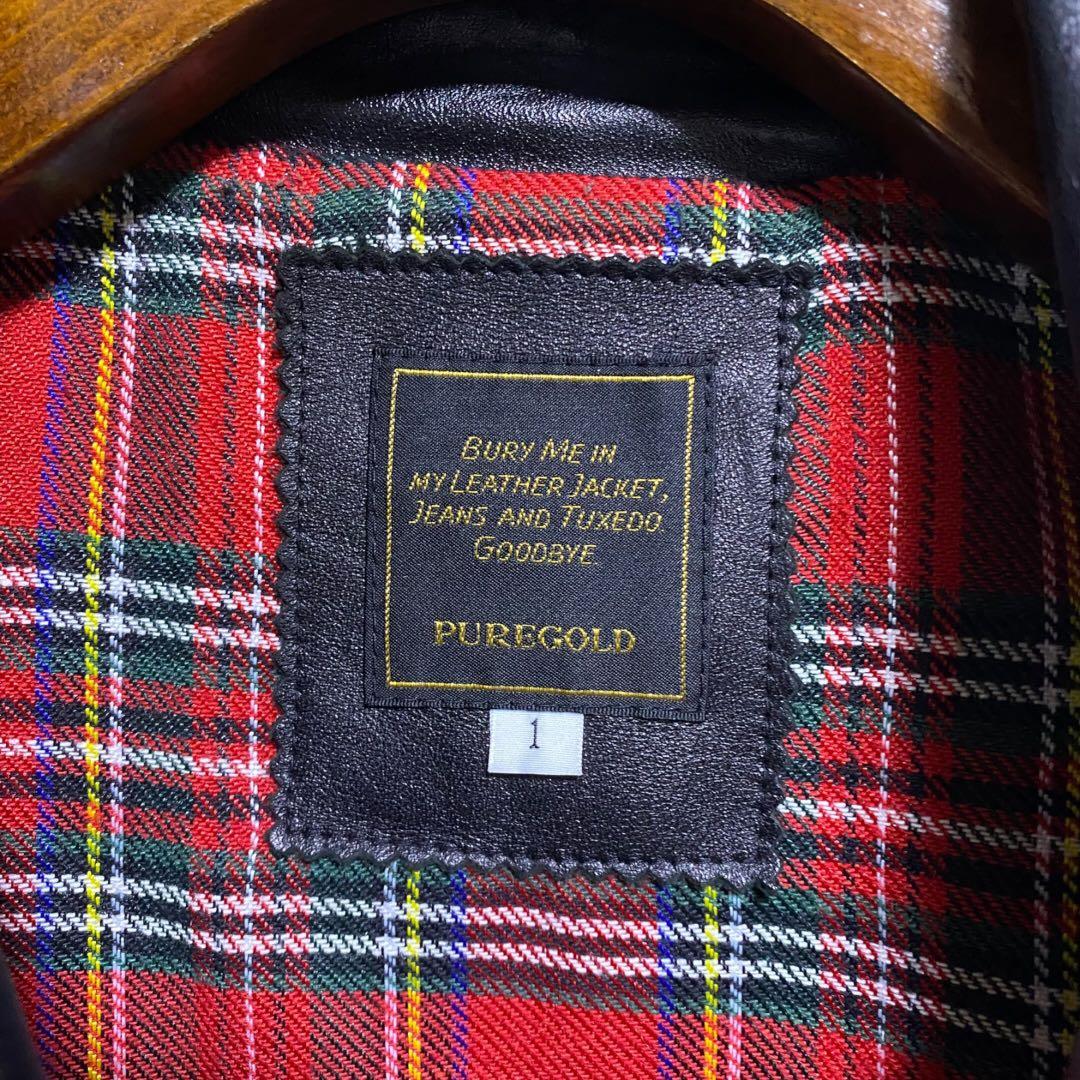 BURY ME IN
MY LEATHER JACKET,
JEANS AND TUXEDO
GOODBYE
PUREGOLD
1